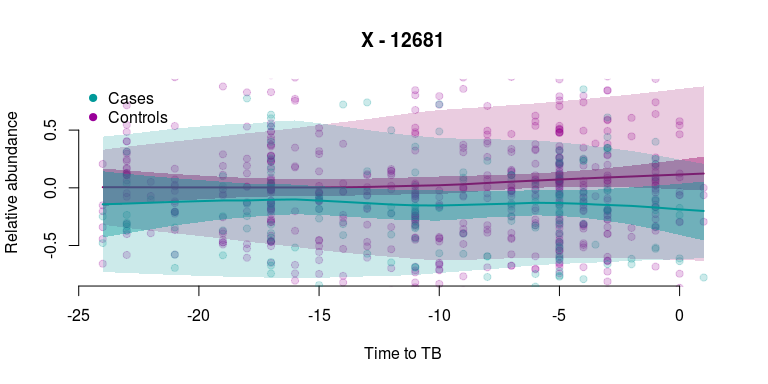 X - 12681
Cases
Controls
Relative abundance
0.5
0.0
-0.5
-25 -20 -15 -10 -5 0
Time to TB